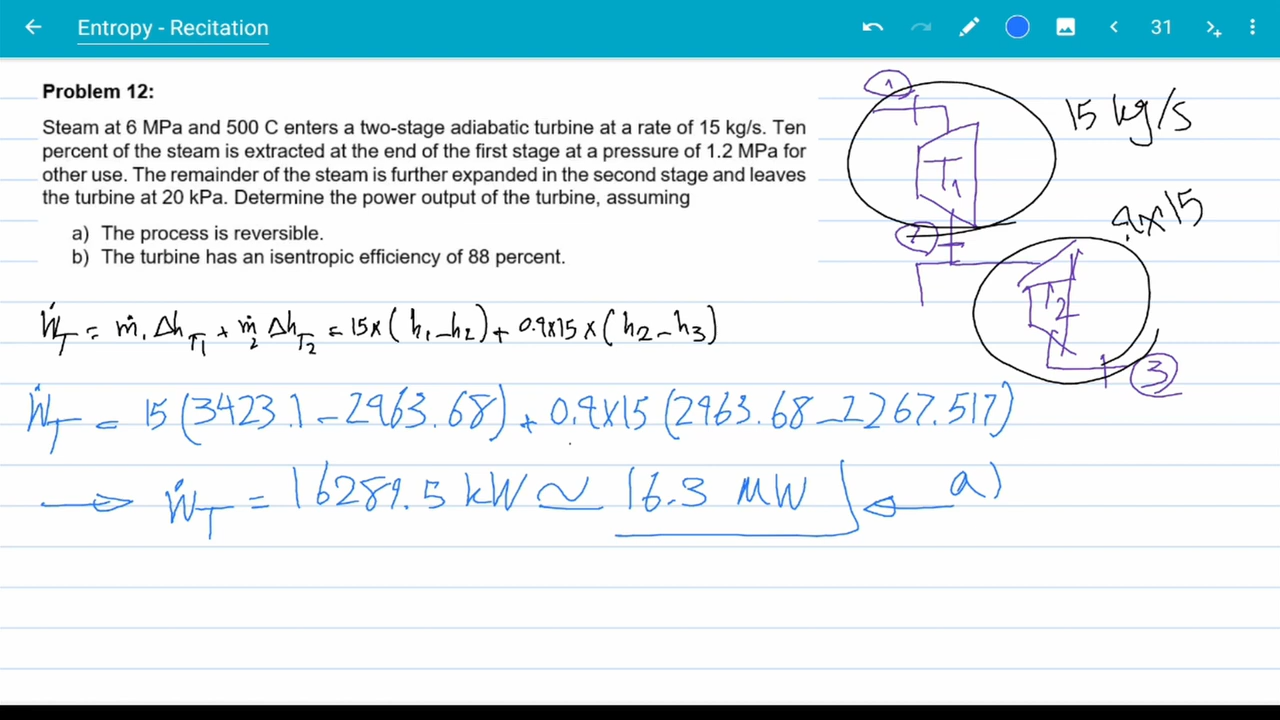 Entropy - Recitation
31
Problem 12:
Steam at 6 MPa and 500 C enters a two-stage adiabatic turbine at a rate of 15 kg/s. Ten
percent of the steam is extracted at the end of the first stage at a pressure of 1.2 MPa for
other use. The remainder of the steam is further expanded in the second stage and leaves
the turbine at 20 kPa. Determine the power output of the turbine, assuming
a) The process is reversible.
b) The turbine has an isentropic efficiency of 88 percent.
1
T1
15 kg/s
2
.9x15
T2
3
ẆT = ṁ1 ΔhT1 + ṁ2 ΔhT2 = 15x(h1-h2)+ 0.9x15x(h2-h3)
ẆT = 15(3423.1-2963.68)+ 0.9x15(2963.68-2267.517)
→ ẆT = 16289.5 kW ≃ 16.3 MW ← a)